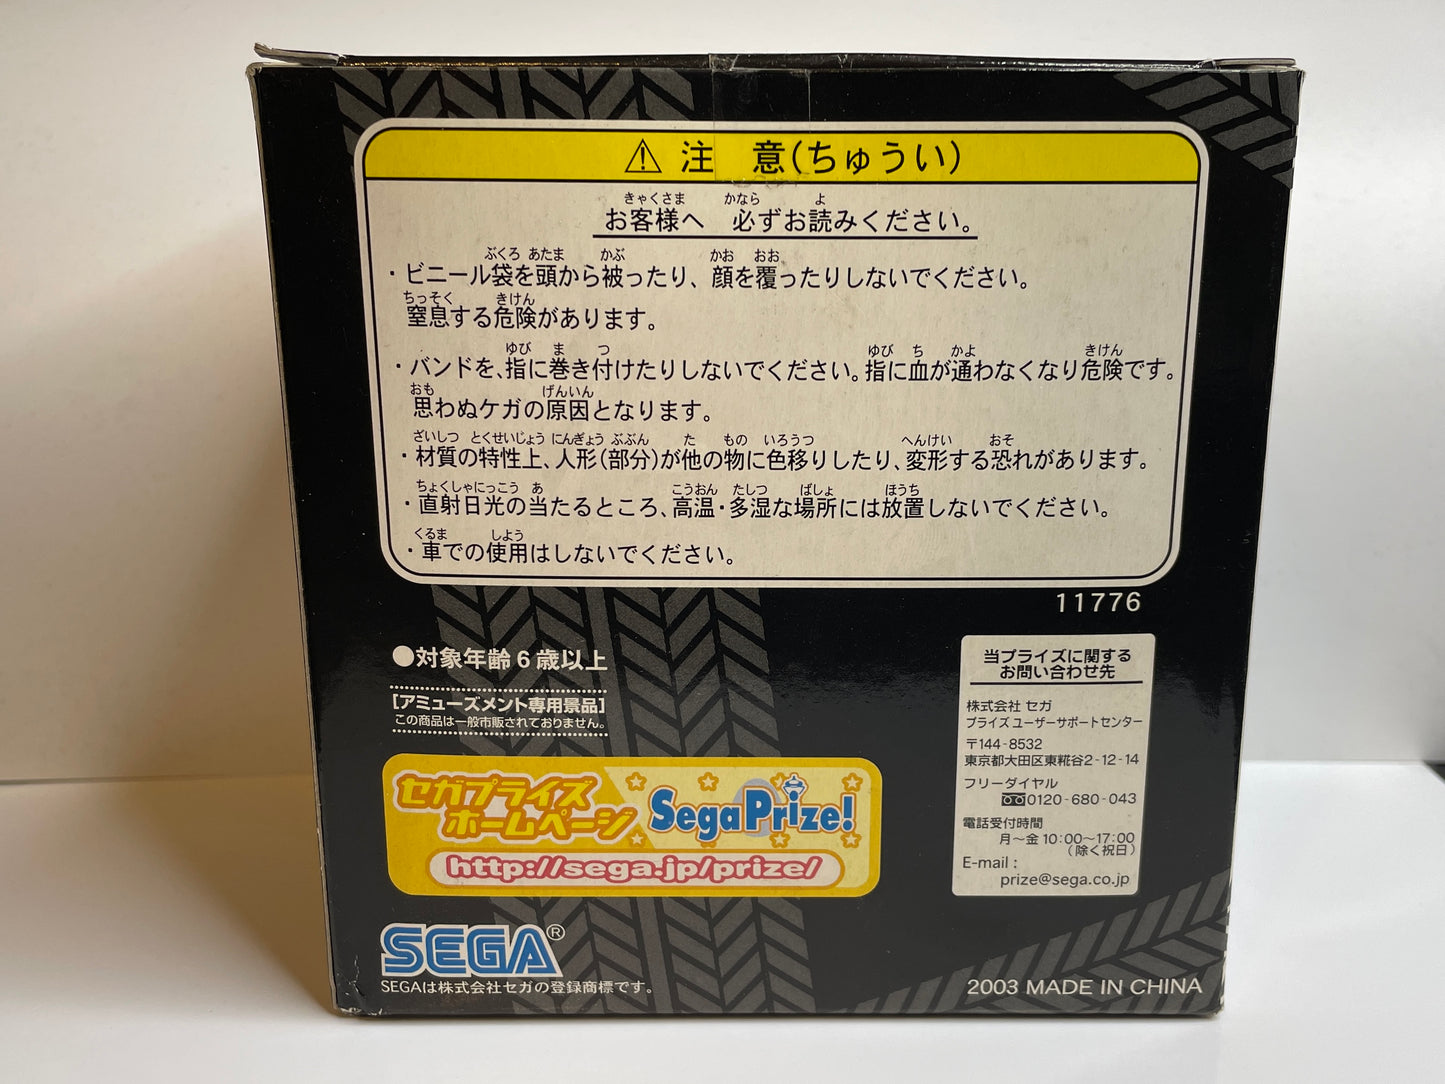 ⚠ 注 意(ちゅうい)
きゃくさま かなら よ
お客様へ 必ずお読みください。
ぶくろ あたま かぶ かお おお
・ビニール袋を頭から被ったり、顔を覆ったりしないでください。
ちっそく きけん
窒息する危険があります。
ゆび ま つ ゆび ち かよ きけん
・バンドを、指に巻き付けたりしないでください。指に血が通わなくなり危険です。
おも げんいん
思わぬケガの原因となります。
ざいしつ とくせいじょう にんぎょう ぶぶん た もの いろうつ へんけい おそ
・材質の特性上、人形(部分)が他の物に色移りしたり、変形する恐れがあります。
ちょくしゃにっこう あ こうおん たしつ ばしょ ほうち
・直射日光の当たるところ、高温・多湿な場所には放置しないでください。
くるま しよう
・車での使用はしないでください。
11776
●対象年齢6歳以上
[アミューズメント専用景品]
この商品は一般市販されておりません。
セガプライズ
ホームページ
SegaPrize!
http://sega.jp/prize/
SEGA®
SEGAは株式会社セガの登録商標です。
当プライズに関する
お問い合わせ先
株式会社 セガ
プライズ ユーザーサポートセンター
〒144-8532
東京都大田区東糀谷2-12-14
フリーダイヤル
0120-680-043
電話受付時間
月〜金 10:00〜17:00
(除く祝日)
E-mail :
prize@sega.co.jp
2003 MADE IN CHINA